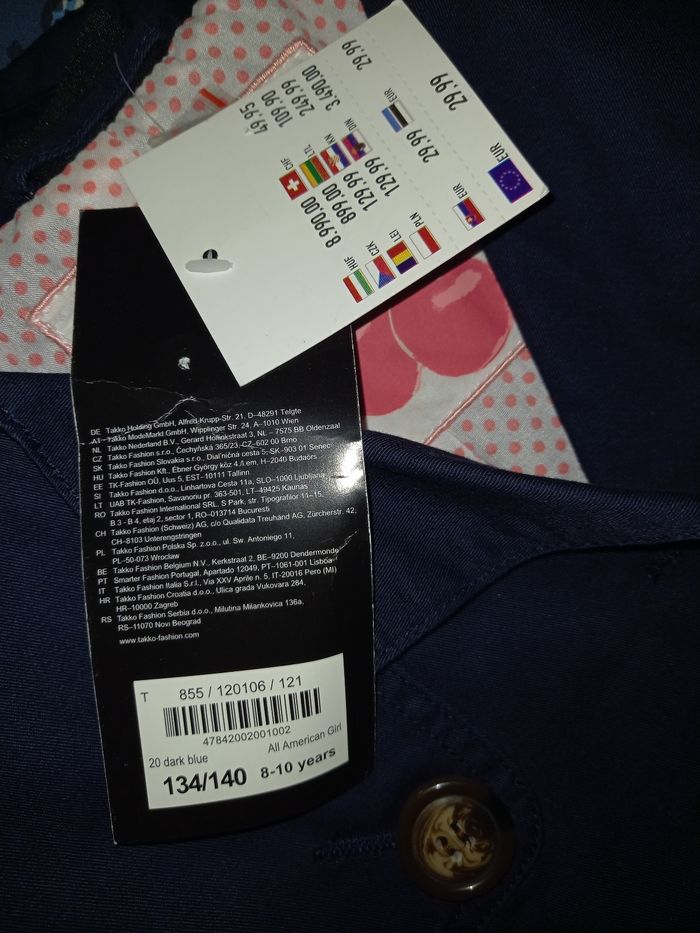 EUR 29.99
EUR 29.99
PLN 129.99
LEI 129.99
CZK 899.00
HUF 8.990.00
EUR 29.99
DIN 3.490.00
KN 249.99
LTL 109.90
CHF 49.95
DE Takko Holding GmbH, Alfred-Krupp-Str. 21, D–48291 Telgte
AT Takko ModeMarkt GmbH, Wipplinger Str. 24, A–1010 Wien
NL Takko Nederland B.V., Gerard Hollokstraat 3, NL – 7575 BB Oldenzaal
CZ Takko Fashion s.r.o., Čechyňská 365/23, CZ–602 00 Brno
SK Takko Fashion Slovakia s.r.o., Diaľničná cesta 5, SK–903 01 Senec
HU Takko Fashion Kft., Ébner György köz 4./I.em, H–2040 Budaörs
EE TK-Fashion OÜ, Uus 5, EST–10111 Tallinn
SI Takko Fashion d.o.o., Linhartova Cesta 11a, SLO–1000 Ljubljana
LT UAB TK-Fashion, Savanoriu pr. 363-501, LT–49425 Kaunas
RO Takko Fashion International SRL, S Park, str. Tipografilor 11–15,
B 3 - B 4, etaj 2, sector 1, RO–013714 Bucuresti
CH Takko Fashion (Schweiz) AG, c/o Qualidata Treuhand AG, Zürcherstr. 42,
CH–8103 Unterengstringen
PL Takko Fashion Polska Sp. z.o.o., ul. Sw. Antoniego 11,
PL–50-073 Wrocław
BE Takko Fashion Belgium N.V., Kerkstraat 2, BE–9200 Dendermonde
PT Smarter Fashion Portugal, Apartado 12049, PT–1061-001 Lisboa
IT Takko Fashion Italia S.r.l., Via XXV Aprile n. 5, IT-20016 Pero (MI)
HR Takko Fashion Croatia d.o.o., Ulica grada Vukovara 284,
HR–10000 Zagreb
RS Takko Fashion Serbia d.o.o., Milutina Milankovica 136a,
RS–11070 Novi Beograd
www.takko-fashion.com
T 855 / 120106 / 121
47842002001002
20 dark blue All American Girl
134/140 8-10 years